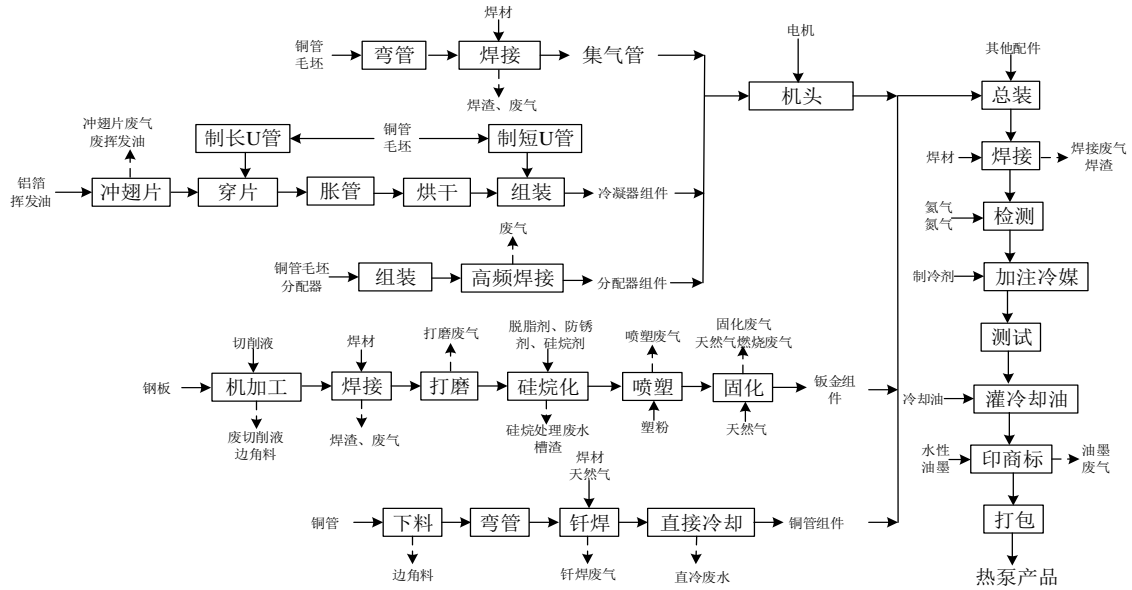 焊材
铜管
毛坯
弯管
焊接
集气管
焊渣、废气
电机
机头
其他配件
总装
冲翅片废气
废挥发油
制长U管
铜管
毛坯
制短U管
铝箔
挥发油
冲翅片
穿片
胀管
烘干
组装
冷凝器组件
焊材
焊接
焊接废气
焊渣
废气
铜管毛坯
分配器
组装
高频焊接
分配器组件
氦气
氮气
检测
制冷剂
加注冷媒
测试
切削液
焊材
打磨废气
脱脂剂、防锈
剂、硅烷剂
喷塑废气
固化废气
天然气燃烧废气
钢板
机加工
焊接
打磨
硅烷化
喷塑
固化
钣金组
件
废切削液
边角料
焊渣、废气
硅烷处理废水
槽渣
塑粉
天然气
冷却油
灌冷却油
水性
油墨
印商标
油墨
废气
焊材
天然气
铜管
下料
弯管
钎焊
直接冷却
铜管组件
边角料
钎焊废气
直冷废水
打包
热泵产品